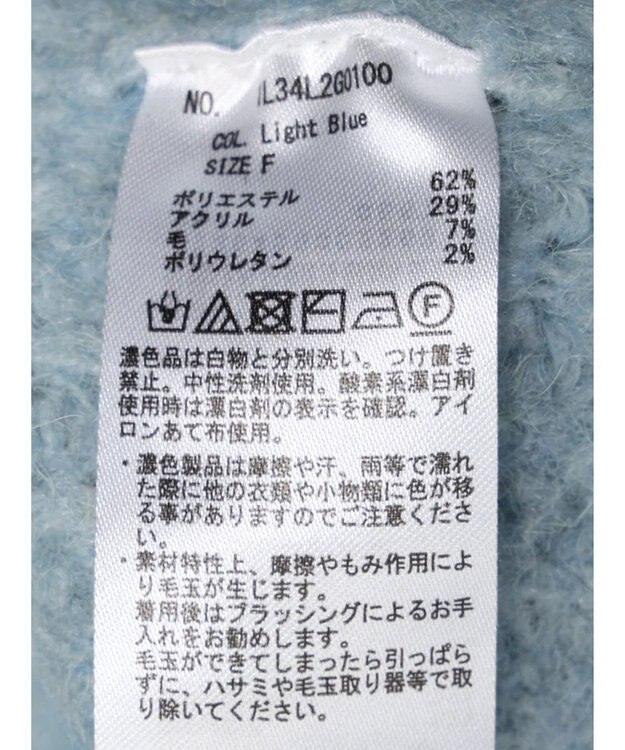 NO. IL34L2G0100
COL. Light Blue
SIZE F
ポリエステル 62%
アクリル 29%
毛 7%
ポリウレタン 2%
F
濃色品は白物と分別洗い。つけ置き
禁止。中性洗剤使用。酸素系漂白剤
使用時は漂白剤の表示を確認。アイ
ロンあて布使用。
・濃色製品は摩擦や汗、雨等で濡れ
た際に他の衣類や小物類に色が移
る事がありますのでご注意くださ
い。
・素材特性上、摩擦やもみ作用によ
り毛玉が生じます。
着用後はブラッシングによるお手
入れをお勧めします。
毛玉ができてしまったら引っぱら
ずに、ハサミや毛玉取り器等で取
り除いてください。